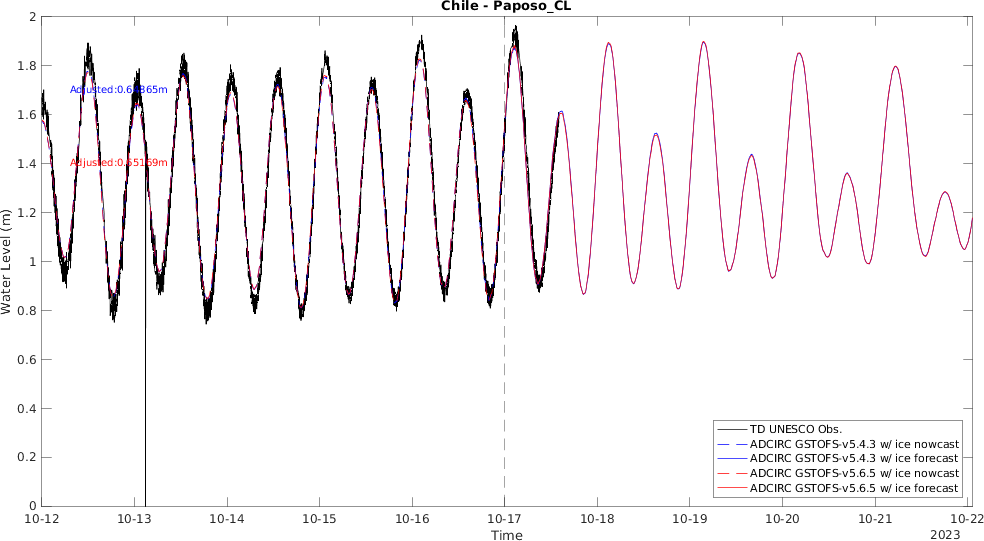 Chile - Paposo_CL
2
1.8
1.6
1.4
1.2
1
0.8
0.6
0.4
0.2
0
Water Level (m)
Adjusted:
Adjusted:
TD UNESCO Obs.
ADCIRC GSTOFS-v5.4.3 w/ ice nowcast
ADCIRC GSTOFS-v5.4.3 w/ ice forecast
ADCIRC GSTOFS-v5.6.5 w/ ice nowcast
ADCIRC GSTOFS-v5.6.5 w/ ice forecast
10-12 10-13 10-14 10-15 10-16 10-17 10-18 10-19 10-20 10-21 10-22
Time
2023